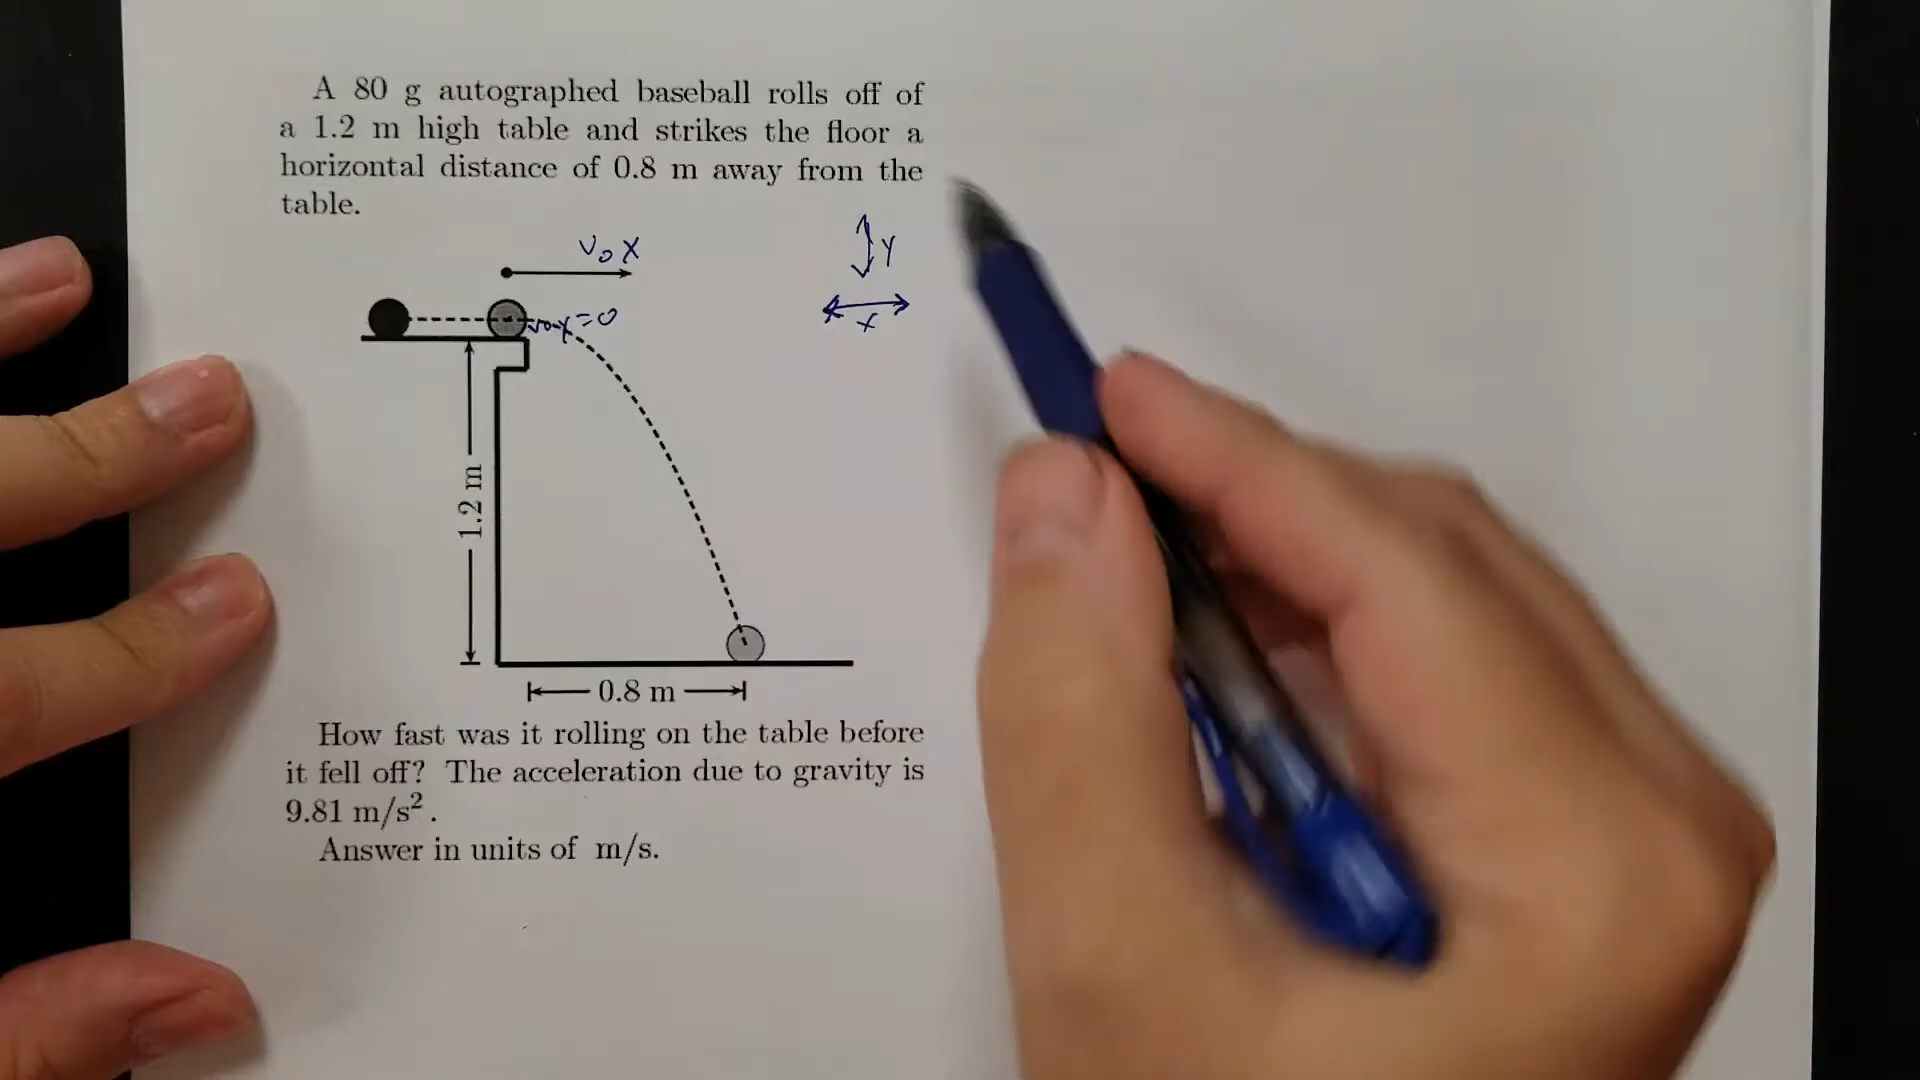 A 80 g autographed baseball rolls off of
a 1.2 m high table and strikes the floor a
horizontal distance of 0.8 m away from the
table.
v₀ x
y
x
=0
1.2 m
0.8 m
How fast was it rolling on the table before
it fell off? The acceleration due to gravity is
9.81 m/s² .
Answer in units of m/s.